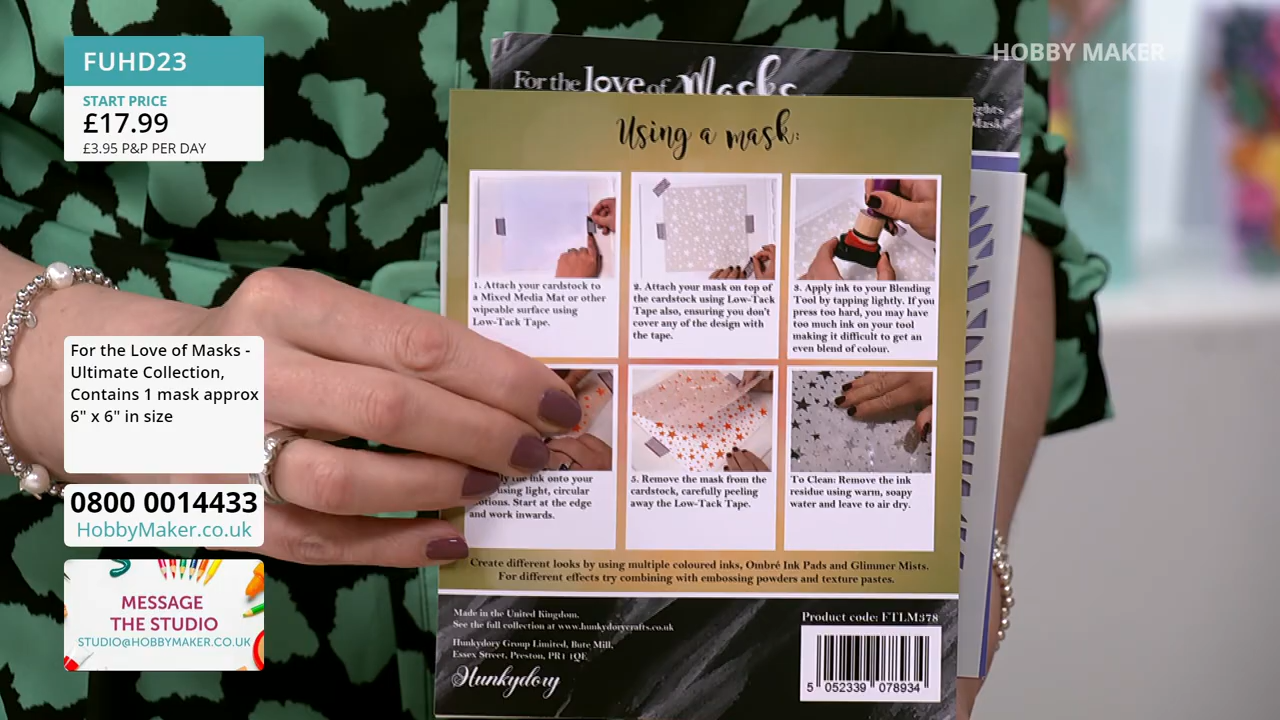 FUHD23
START PRICE
£17.99
£3.95 P&P PER DAY
HOBBY MAKER
For the love of Masks
Mask
Using a mask:
1. Attach your cardstock to
a Mixed Media Mat or other
wipeable surface using
Low-Tack Tape.
2. Attach your mask on top of
the cardstock using Low-Tack
Tape also, ensuring you don't
cover any of the design with
the tape.
3. Apply ink to your Blending
Tool by tapping lightly. If you
press too hard, you may have
too much ink on your tool
making it difficult to get an
even blend of colour.
the ink onto your
using light, circular
Start at the edge
and work inwards.
5. Remove the mask from the
cardstock, carefully peeling
away the Low-Tack Tape.
To Clean: Remove the ink
residue using warm, soapy
water and leave to air dry.
Create different looks by using multiple coloured inks, Ombré Ink Pads and Glimmer Mists.
For different effects try combining with embossing powders and texture pastes.
Made in the United Kingdom.
See the full collection at www.hunkydorycrafts.co.uk
Hunkydory Group Limited, Bute Mill,
Essex Street, Preston, PR1 1QE
Hunkydory
Product code: FTLM378
5 052339 078934
For the Love of Masks -
Ultimate Collection,
Contains 1 mask approx
6" x 6" in size
0800 0014433
HobbyMaker.co.uk
MESSAGE
THE STUDIO
STUDIO@HOBBYMAKER.CO.UK